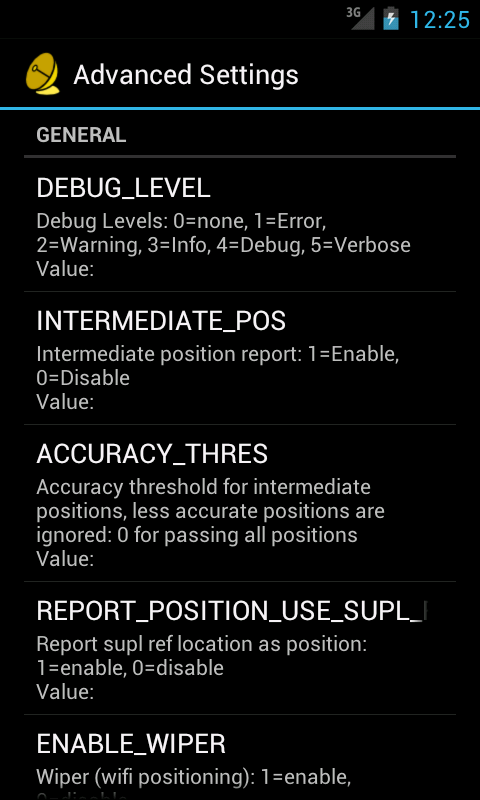 3G 12:25
Advanced Settings
GENERAL
DEBUG_LEVEL
Debug Levels: 0=none, 1=Error,
2=Warning, 3=Info, 4=Debug, 5=Verbose
Value:
INTERMEDIATE_POS
Intermediate position report: 1=Enable,
0=Disable
Value:
ACCURACY_THRES
Accuracy threshold for intermediate
positions, less accurate positions are
ignored: 0 for passing all positions
Value:
REPORT_POSITION_USE_SUPL_
Report supl ref location as position:
1=enable, 0=disable
Value:
ENABLE_WIPER
Wiper (wifi positioning): 1=enable,
0=disable